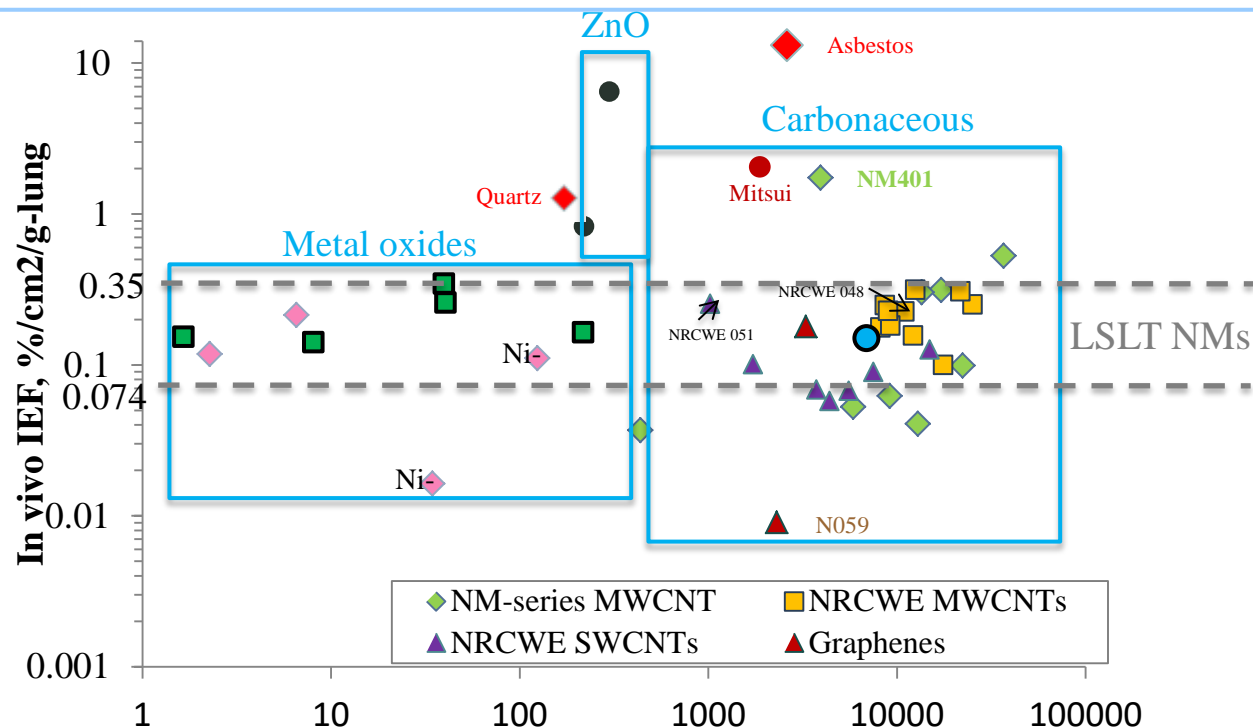 ZnO
Asbestos
10
Carbonaceous
NM401
Mitsui
Quartz
1
Metal oxides
0.35
NRCWE 048
NRCWE 051
LSLT NMs
Ni-
0.1
0.074
Ni-
0.01
N059
In vivo IEF, %/cm2/g-lung
NM-series MWCNT
NRCWE MWCNTs
NRCWE SWCNTs
Graphenes
0.001
1 10 100 1000 10000 100000